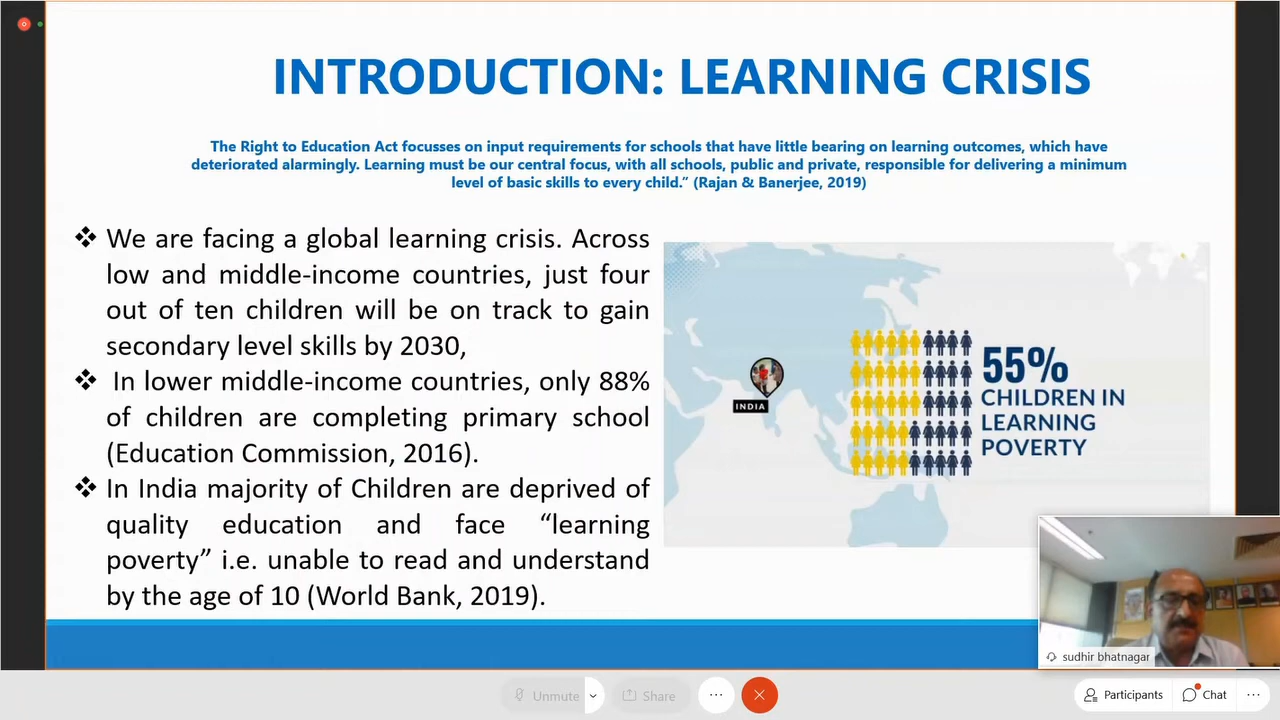 INTRODUCTION: LEARNING CRISIS
The Right to Education Act focusses on input requirements for schools that have little bearing on learning outcomes, which have
deteriorated alarmingly. Learning must be our central focus, with all schools, public and private, responsible for delivering a minimum
level of basic skills to every child.” (Rajan & Banerjee, 2019)
❖ We are facing a global learning crisis. Across
low and middle-income countries, just four
out of ten children will be on track to gain
secondary level skills by 2030,
❖ In lower middle-income countries, only 88%
of children are completing primary school
(Education Commission, 2016).
❖ In India majority of Children are deprived of
quality education and face “learning
poverty” i.e. unable to read and understand
by the age of 10 (World Bank, 2019).
INDIA
55%
CHILDREN IN
LEARNING
POVERTY
sudhir bhatnagar
Unmute
Share
Participants
Chat